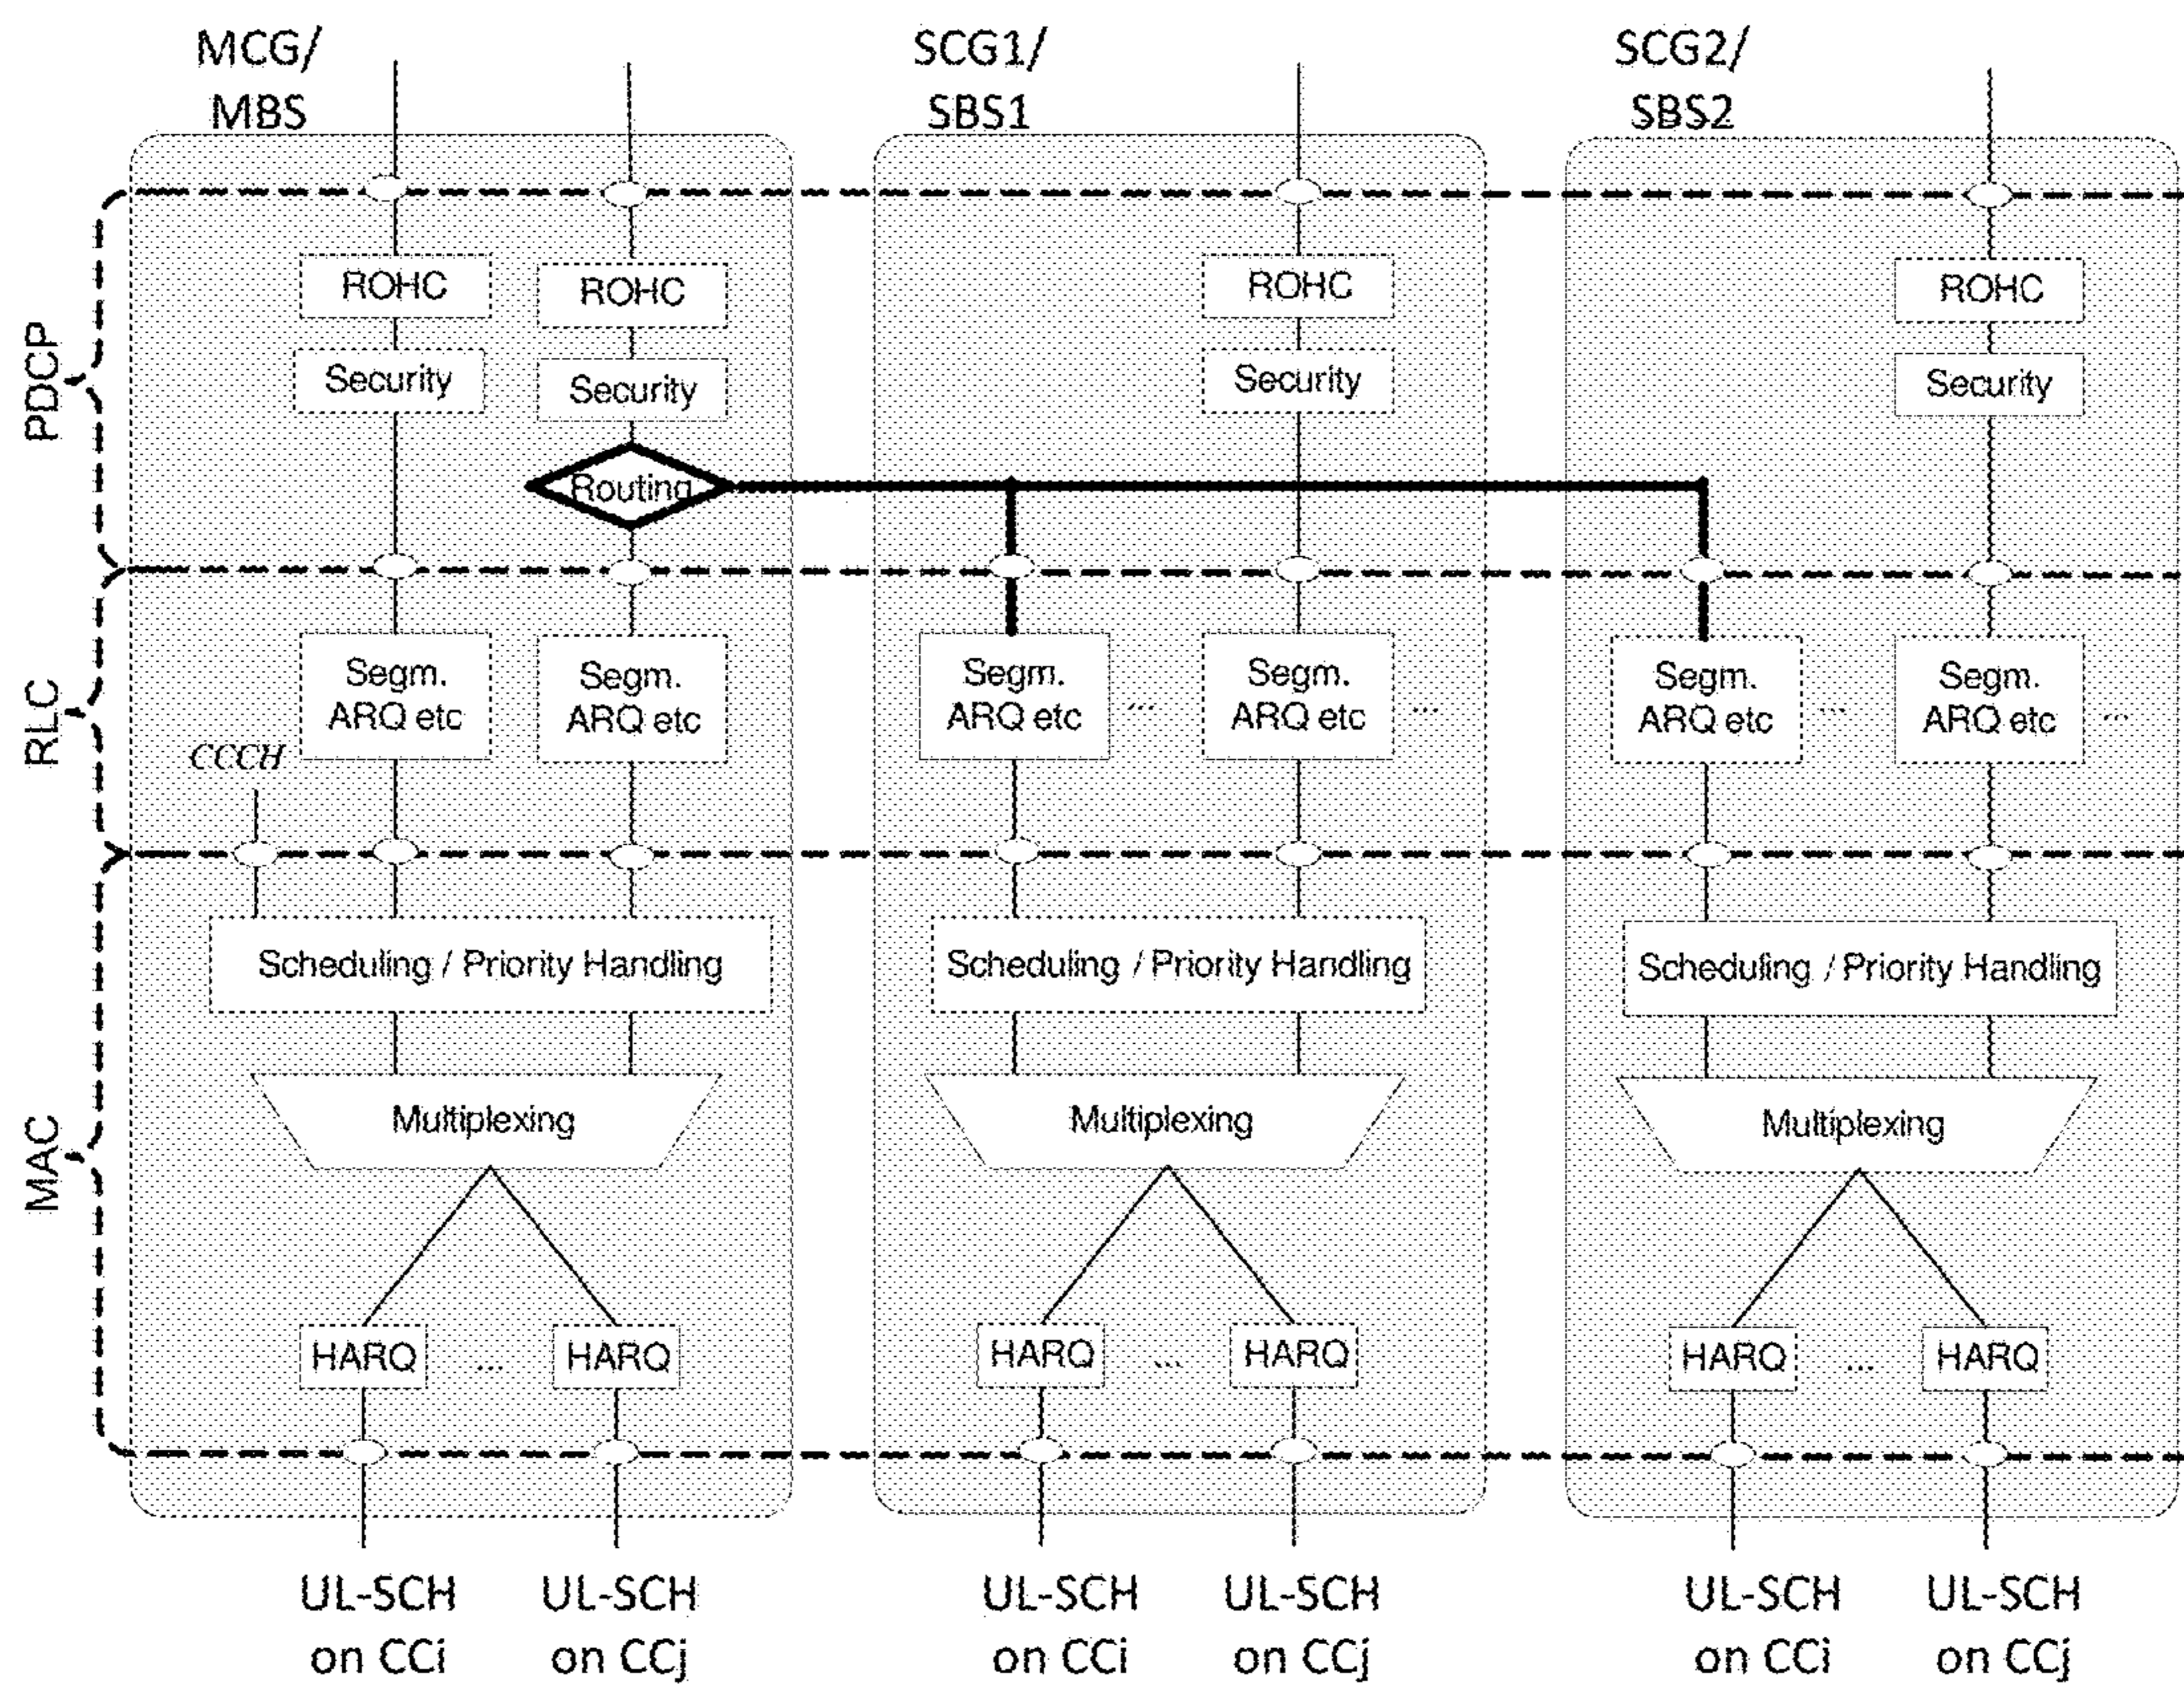 MCG/
MBS
SCG1/
SBS1
SCG2/
SBS2
PDCP
ROHC
ROHC
ROHC
ROHC
Security
Security
Security
Security
Routing
RLC
Segm.
ARQ etc
Segm.
ARQ etc
Segm.
ARQ etc
...
Segm.
ARQ etc
...
Segm.
ARQ etc
...
Segm.
ARQ etc
...
CCCH
MAC
Scheduling / Priority Handling
Scheduling / Priority Handling
Scheduling / Priority Handling
Multiplexing
Multiplexing
Multiplexing
HARQ ... HARQ
HARQ ... HARQ
HARQ ... HARQ
UL-SCH
on CCi
UL-SCH
on CCj
UL-SCH
on CCi
UL-SCH
on CCj
UL-SCH
on CCi
UL-SCH
on CCj